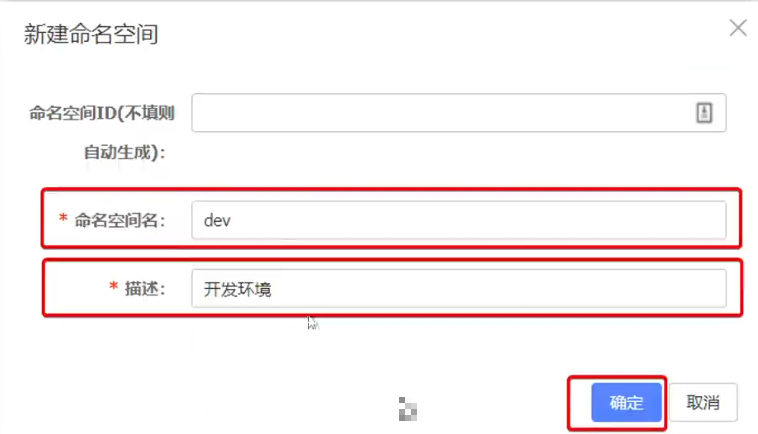 新建命名空间
命名空间ID(不填则
自动生成):
* 命名空间名: dev
* 描述: 开发环境
确定 取消